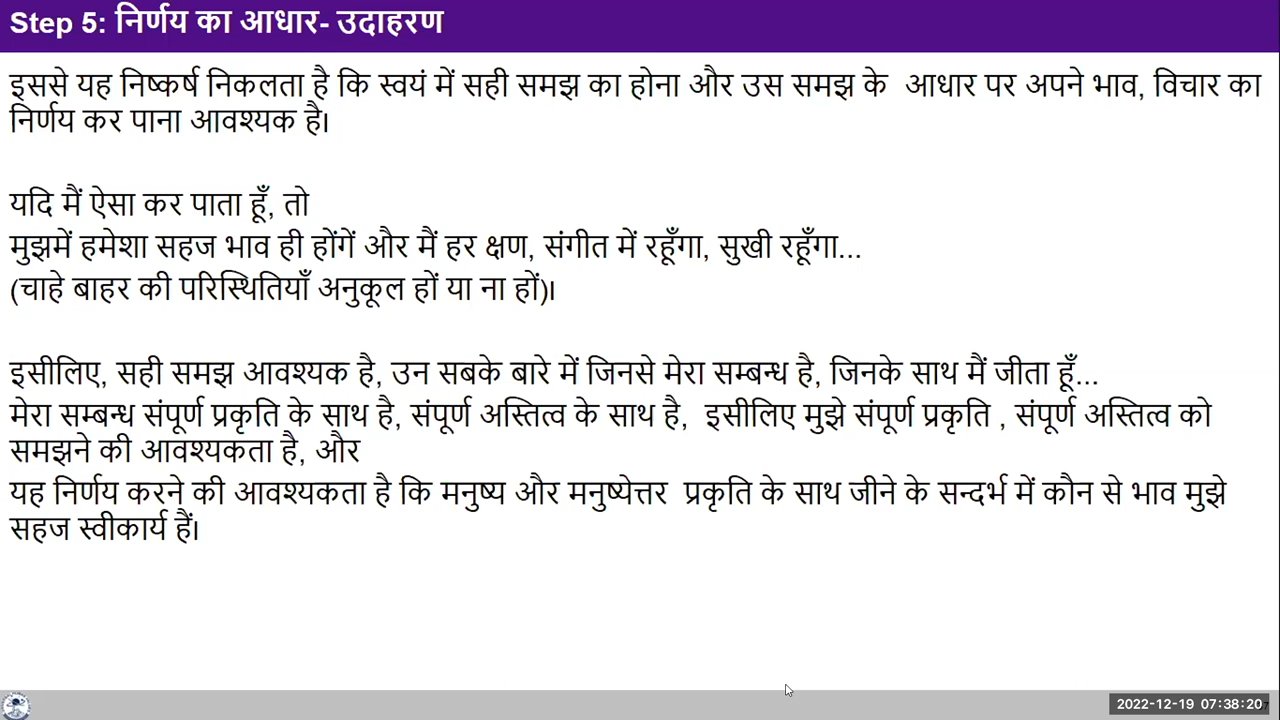 Step 5: निर्णय का आधार- उदाहरण
इससे यह निष्कर्ष निकलता है कि स्वयं में सही समझ का होना और उस समझ के आधार पर अपने भाव, विचार का
निर्णय कर पाना आवश्यक है।
यदि मैं ऐसा कर पाता हूँ, तो
मुझमें हमेशा सहज भाव ही होंगें और मैं हर क्षण, संगीत में रहूँगा, सुखी रहूँगा...
(चाहे बाहर की परिस्थितियाँ अनुकूल हों या ना हों)।
इसीलिए, सही समझ आवश्यक है, उन सबके बारे में जिनसे मेरा सम्बन्ध है, जिनके साथ मैं जीता हूँ...
मेरा सम्बन्ध संपूर्ण प्रकृति के साथ है, संपूर्ण अस्तित्व के साथ है, इसीलिए मुझे संपूर्ण प्रकृति , संपूर्ण अस्तित्व को
समझने की आवश्यकता है, और
यह निर्णय करने की आवश्यकता है कि मनुष्य और मनुष्येत्तर प्रकृति के साथ जीने के सन्दर्भ में कौन से भाव मुझे
सहज स्वीकार्य हैं।
2022-12-19 07:38:20